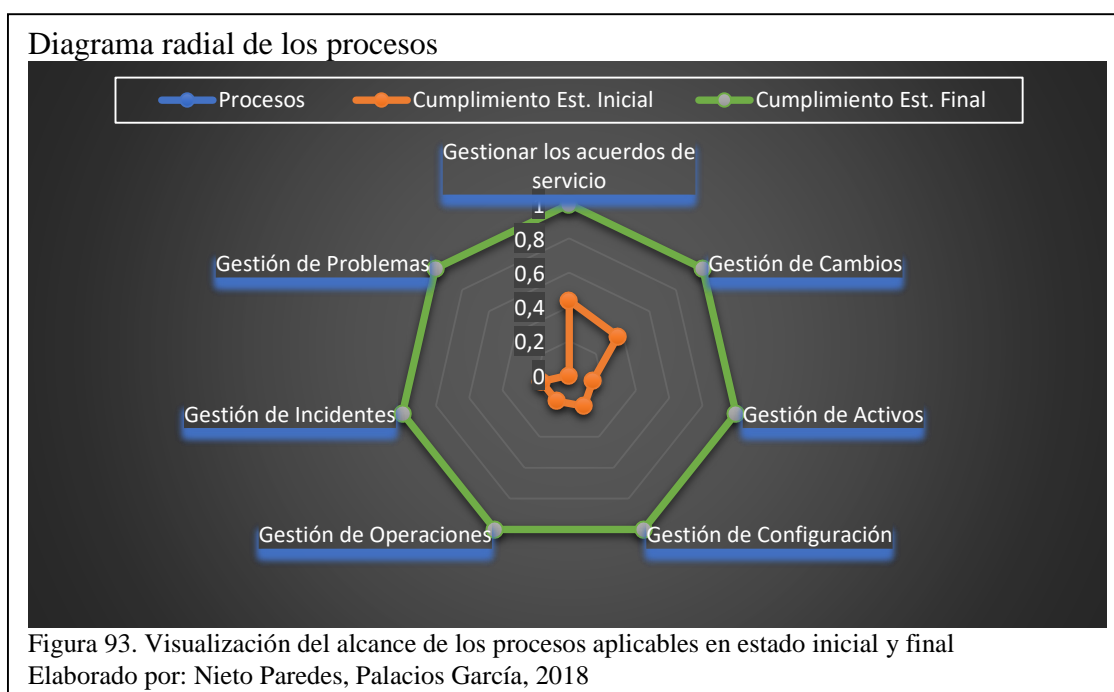 Diagrama radial de los procesos
Procesos
Cumplimiento Est. Inicial
Cumplimiento Est. Final
Gestionar los acuerdos de
servicio
1
0,8
0,6
0,4
0,2
0
Gestión de Cambios
Gestión de Activos
Gestión de Configuración
Gestión de Operaciones
Gestión de Incidentes
Gestión de Problemas
Figura 93. Visualización del alcance de los procesos aplicables en estado inicial y final
Elaborado por: Nieto Paredes, Palacios García, 2018